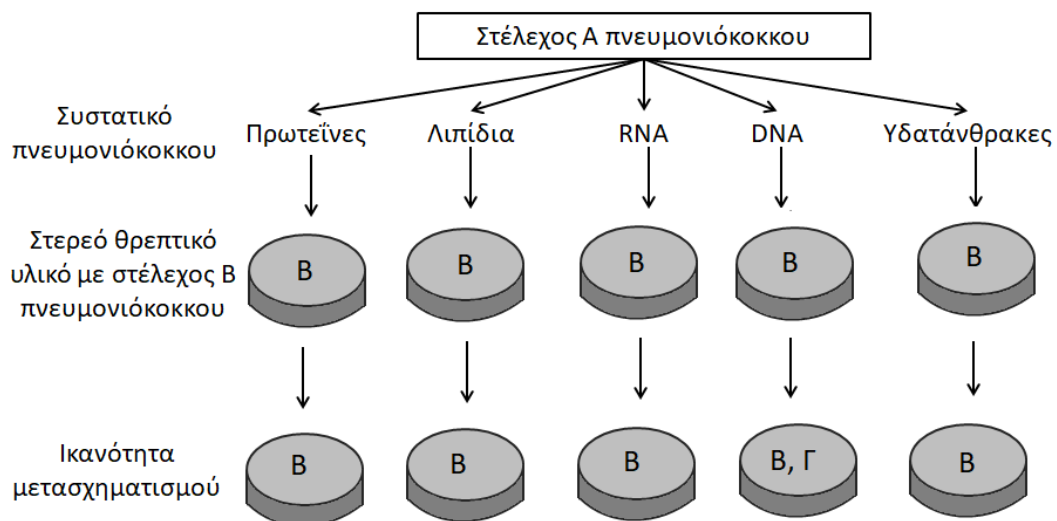 Στέλεχος Α πνευμονιόκοκκου
Συστατικό
πνευμονιόκοκκου
Πρωτεΐνες Λιπίδια RNA DNA Υδατάνθρακες
Στερεό θρεπτικό
υλικό με στέλεχος Β
πνευμονιόκοκκου
Β Β Β Β Β
Ικανότητα
μετασχηματισμού
Β Β Β Β, Γ Β